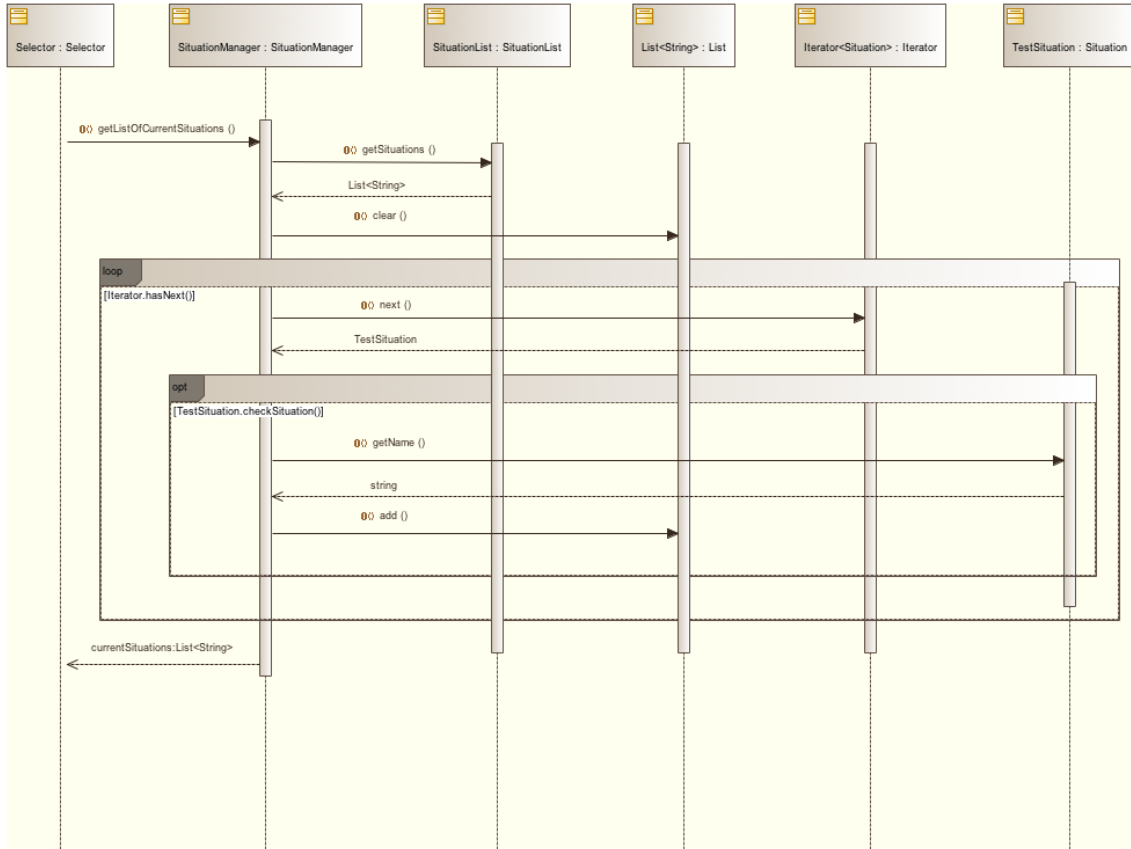 Selector : Selector
SituationManager : SituationManager
SituationList : SituationList
List<String> : List
Iterator<Situation> : Iterator
TestSituation : Situation
getListOfCurrentSituations ()
getSituations ()
List<String>
clear ()
loop
[Iterator.hasNext()]
next ()
TestSituation
opt
[TestSituation.checkSituation()]
getName ()
string
add ()
currentSituations:List<String>